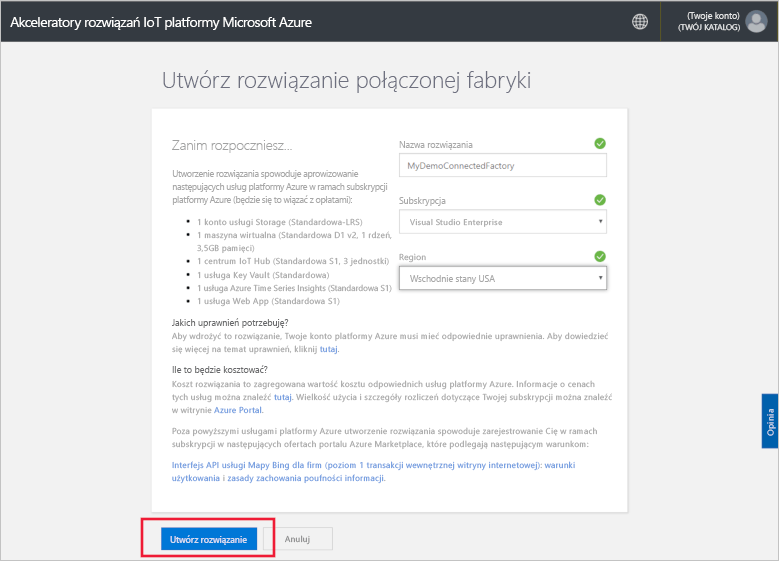 Akceleratory rozwiązań IoT platformy Microsoft Azure
(Twoje konto)
(TWÓJ KATALOG)
Utwórz rozwiązanie połączonej fabryki
Zanim rozpoczniesz...
Utworzenie rozwiązania spowoduje aprowizowanie
następujących usług platformy Azure w ramach subskrypcji
platformy Azure (będzie się to wiązać z opłatami):
1 konto usługi Storage (Standardowa-LRS)
1 maszyna wirtualna (Standardowa D1 v2, 1 rdzeń,
3,5GB pamięci)
1 centrum IoT Hub (Standardowa S1, 3 jednostki)
1 usługa Key Vault (Standardowa)
1 usługa Azure Time Series Insights (Standardowa S1)
1 usługa Web App (Standardowa S1)
Nazwa rozwiązania
MyDemoConnectedFactory
Subskrypcja
Visual Studio Enterprise
Region
Wschodnie stany USA
Jakich uprawnień potrzebuję?
Aby wdrożyć to rozwiązanie, Twoje konto platformy Azure musi mieć odpowiednie uprawnienia. Aby dowiedzieć
się więcej na temat uprawnień, kliknij tutaj.
Ile to będzie kosztować?
Koszt rozwiązania to zagregowana wartość kosztu odpowiednich usług platformy Azure. Informacje o cenach
tych usług można znaleźć tutaj. Wielkość użycia i szczegóły rozliczeń dotyczące Twojej subskrypcji można znaleźć
w witrynie Azure Portal.
Poza powyższymi usługami platformy Azure utworzenie rozwiązania spowoduje zarejestrowanie Cię w ramach
subskrypcji w następujących ofertach portalu Azure Marketplace, które podlegają następującym warunkom:
Interfejs API usługi Mapy Bing dla firm (poziom 1 transakcji wewnętrznej witryny internetowej): warunki
użytkowania i zasady zachowania poufności informacji.
Opinia
Utwórz rozwiązanie
Anuluj